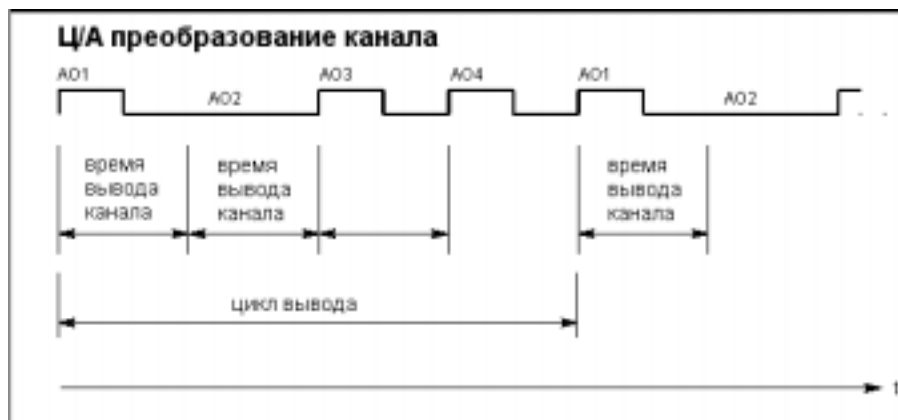 Ц/А преобразование канала
AO1
AO2
AO3
AO4
AO1
AO2
время
вывода
канала
время
вывода
канала
время
вывода
канала
цикл вывода
t